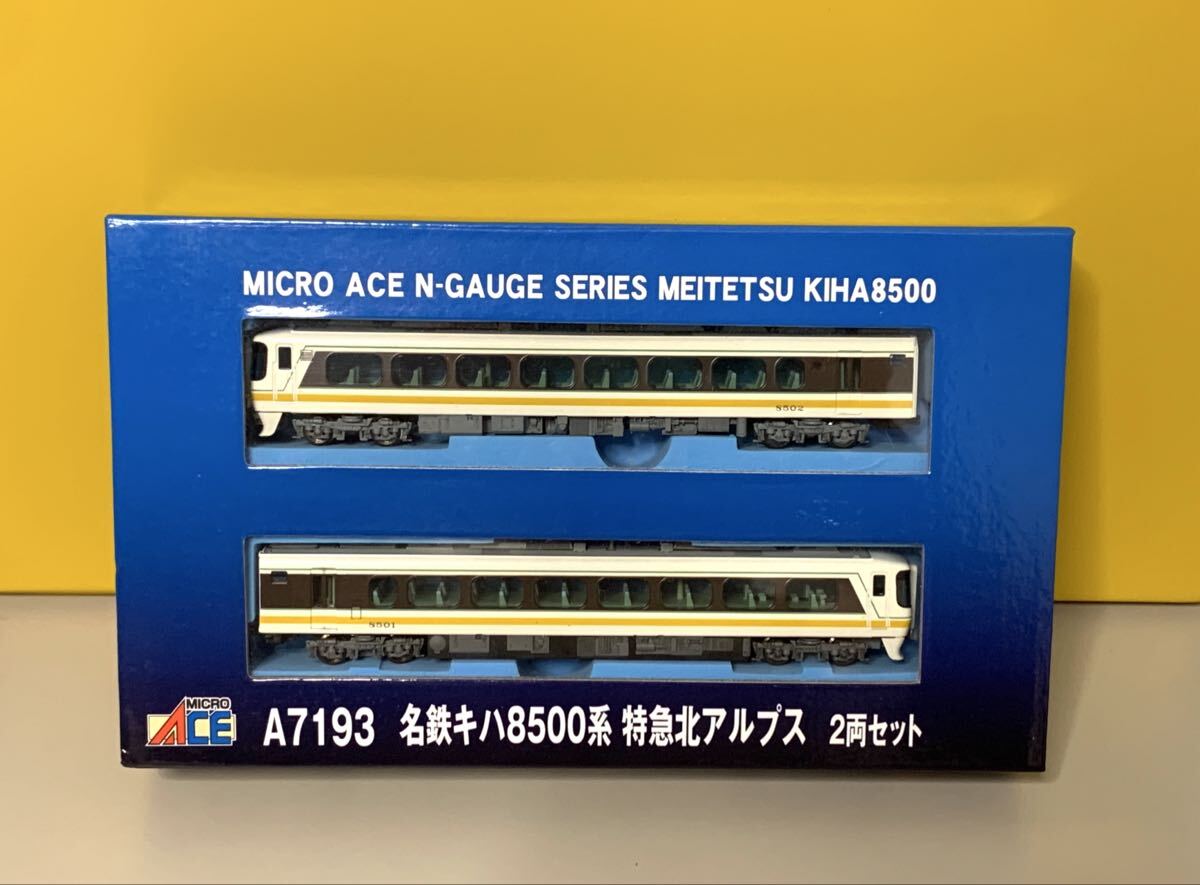 MICRO ACE N-GAUGE SERIES MEITETSU KIHA8500
8502
8501
MICRO
ACE
A7193 名鉄キハ8500系 特急北アルプス 2両セット